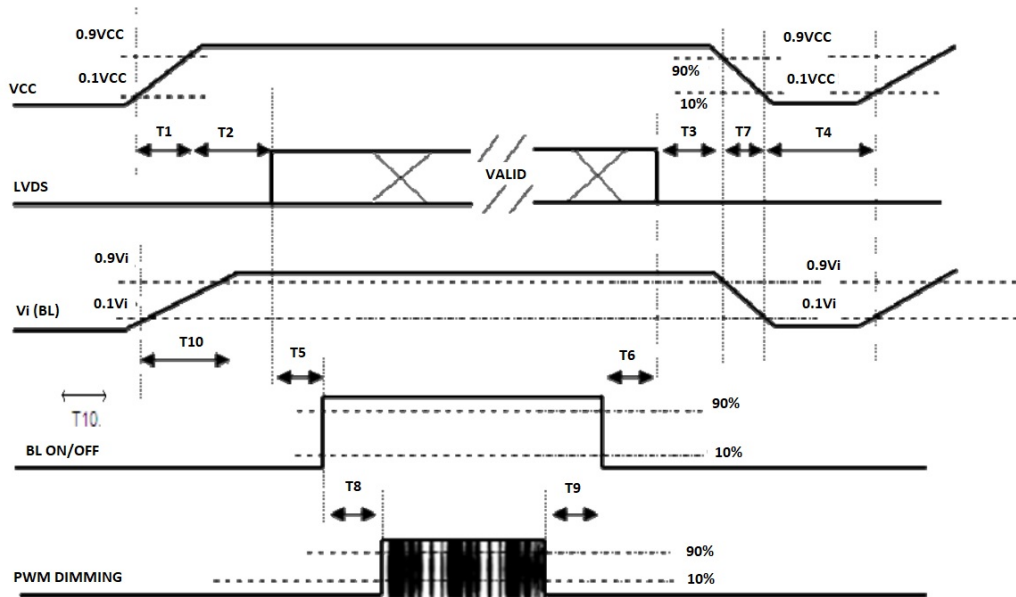 0.9VCC
0.9VCC
90%
0.1VCC
0.1VCC
VCC
10%
T1
T2
T3
T7
T4
VALID
LVDS
0.9Vi
0.9Vi
0.1Vi
0.1Vi
Vi (BL)
T10
T5
T6
T10.
90%
BL ON/OFF
10%
T8
T9
90%
PWM DIMMING
10%